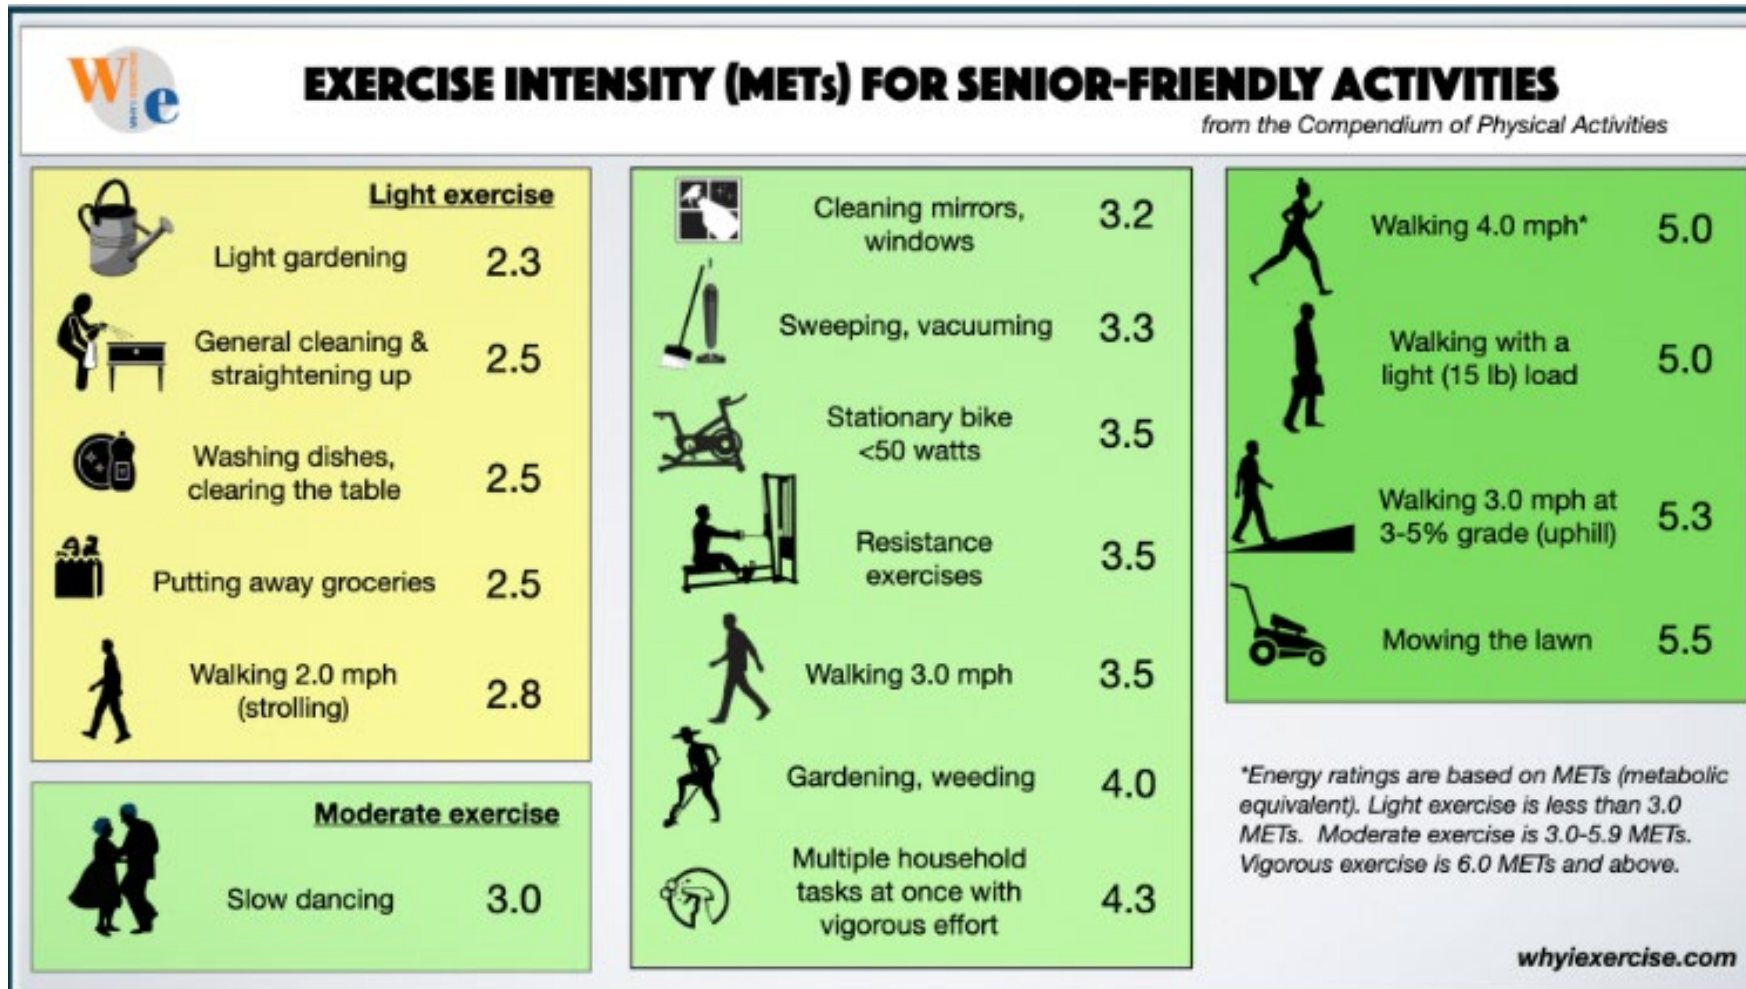 We
WHY I EXERCISE
EXERCISE INTENSITY (METs) FOR SENIOR-FRIENDLY ACTIVITIES
from the Compendium of Physical Activities
Light exercise
Light gardening 2.3
General cleaning &
straightening up 2.5
Washing dishes,
clearing the table 2.5
Putting away groceries 2.5
Walking 2.0 mph
(strolling) 2.8
Moderate exercise
Slow dancing 3.0
Cleaning mirrors,
windows 3.2
Sweeping, vacuuming 3.3
Stationary bike
<50 watts 3.5
Resistance
exercises 3.5
Walking 3.0 mph 3.5
Gardening, weeding 4.0
Multiple household
tasks at once with
vigorous effort 4.3
Walking 4.0 mph* 5.0
Walking with a
light (15 lb) load 5.0
Walking 3.0 mph at
3-5% grade (uphill) 5.3
Mowing the lawn 5.5
*Energy ratings are based on METs (metabolic
equivalent). Light exercise is less than 3.0
METs. Moderate exercise is 3.0-5.9 METs.
Vigorous exercise is 6.0 METs and above.
whyiexercise.com